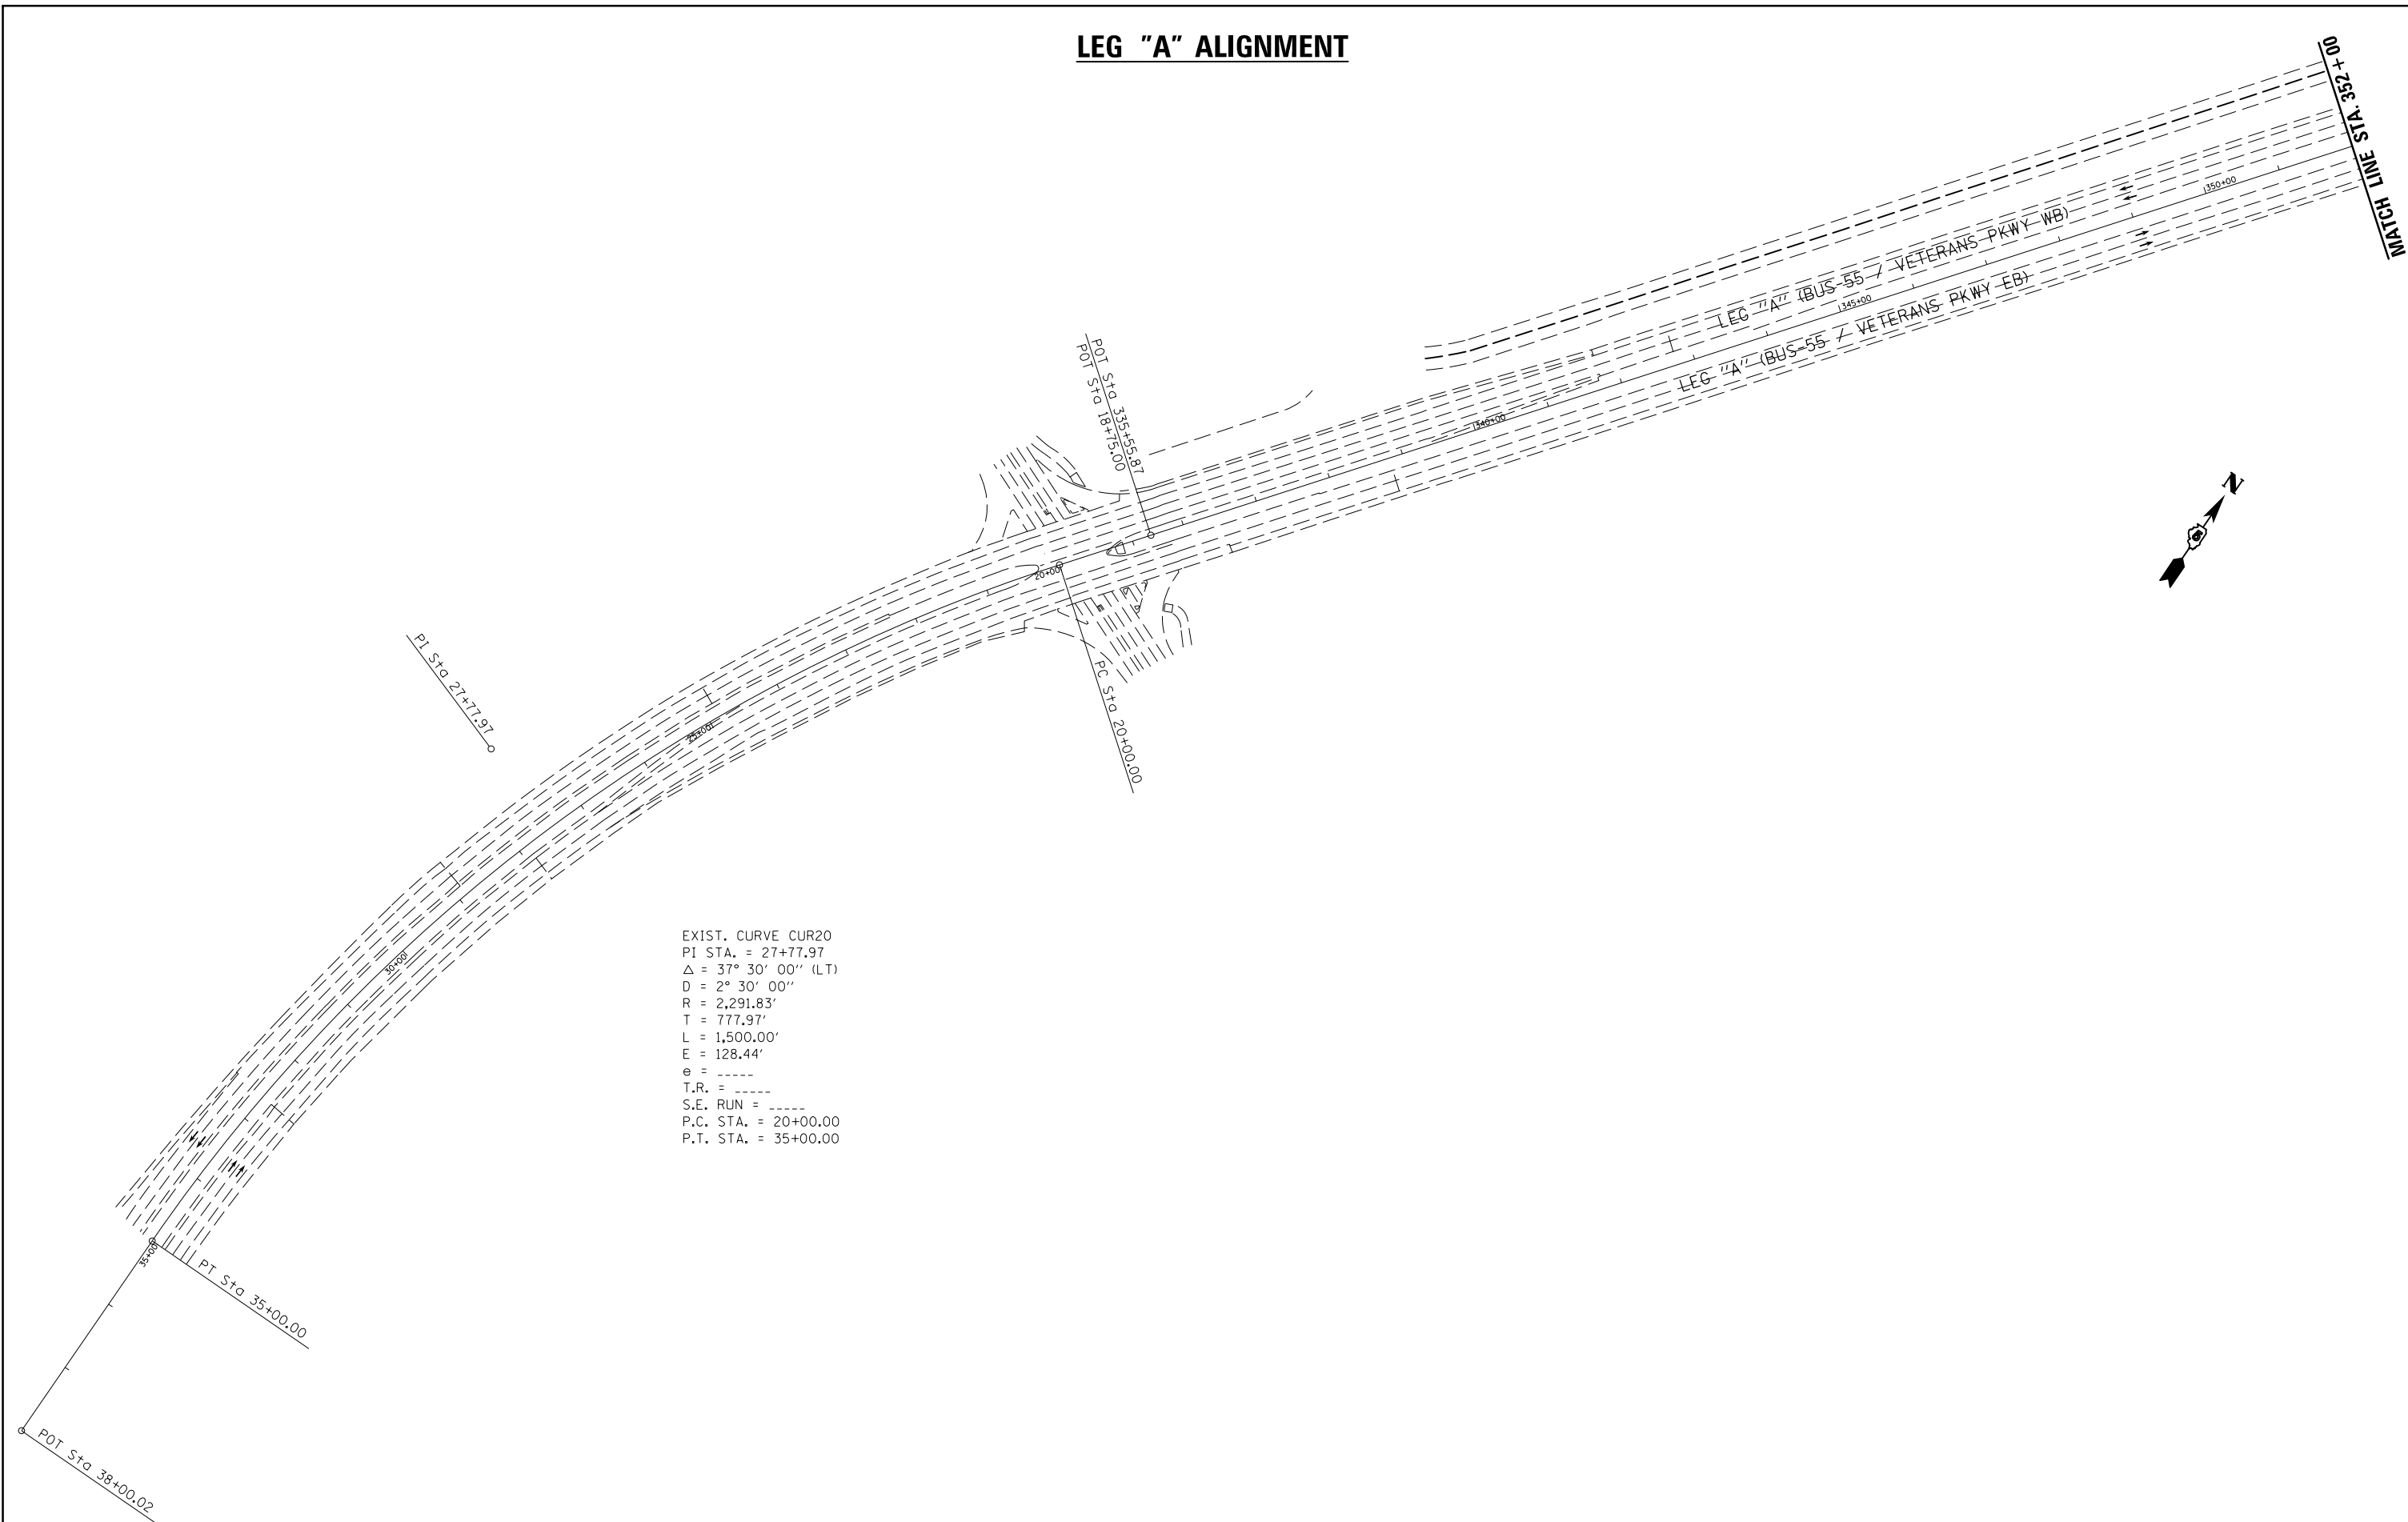 LEG "A" ALIGNMENT
MATCH LINE STA. 352+00
350+00
LEG "A" (BUS-55 / VETERANS PKWY WB)
345+00
LEG "A" (BUS-55 / VETERANS PKWY EB)
340+00
POT Sta 335+55.87
POT Sta 18+75.00
N
20+00
PC Sta 20+00.00
PI Sta 27+77.97
25+00
30+00
EXIST. CURVE CUR20
PI STA. = 27+77.97
Δ = 37° 30' 00" (LT)
D = 2° 30' 00"
R = 2,291.83'
T = 777.97'
L = 1,500.00'
E = 128.44'
e = _____
T.R. = _____
S.E. RUN = _____
P.C. STA. = 20+00.00
P.T. STA. = 35+00.00
35+00
PT Sta 35+00.00
POT Sta 38+00.02